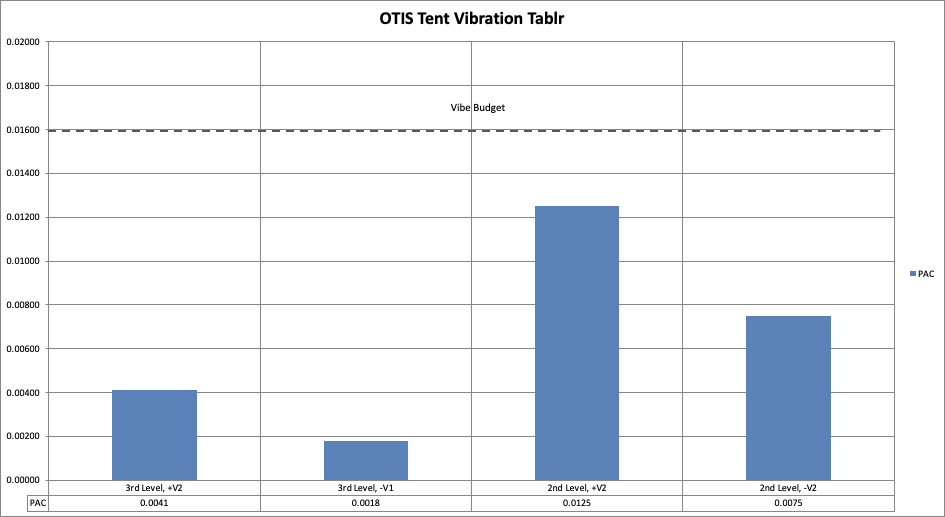 OTIS Tent Vibration Tablr
0.02000
0.01800
Vibe Budget
0.01600
0.01400
0.01200
0.01000
PAC
0.00800
0.00600
0.00400
0.00200
0.00000
3rd Level, +V2 3rd Level, -V1 2nd Level, +V2 2nd Level, -V2
PAC 0.0041 0.0018 0.0125 0.0075